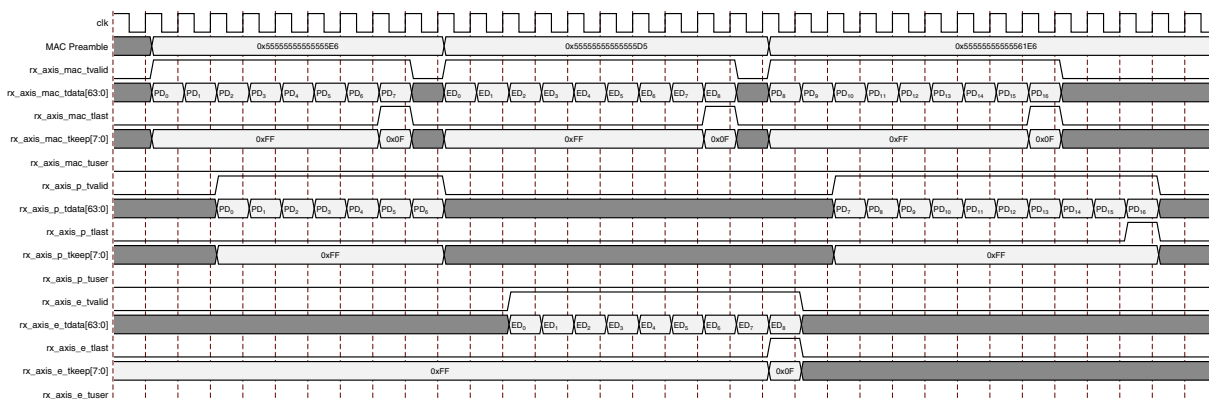 clk
MAC Preamble 0x55555555555555E6 0x55555555555555D5 0x55555555555561E6
rx_axis_mac_tvalid
rx_axis_mac_tdata[63:0] PD0 PD1 PD2 PD3 PD4 PD5 PD6 PD7 ED0 ED1 ED2 ED3 ED4 ED5 ED6 ED7 ED8 PD8 PD9 PD10 PD11 PD12 PD13 PD14 PD15 PD16
rx_axis_mac_tlast
rx_axis_mac_tkeep[7:0] 0xFF 0x0F 0xFF 0x0F 0xFF 0x0F
rx_axis_mac_tuser
rx_axis_p_tvalid
rx_axis_p_tdata[63:0] PD0 PD1 PD2 PD3 PD4 PD5 PD6 PD7 PD8 PD9 PD10 PD11 PD12 PD13 PD14 PD15 PD16
rx_axis_p_tlast
rx_axis_p_tkeep[7:0] 0xFF 0xFF
rx_axis_p_tuser
rx_axis_e_tvalid
rx_axis_e_tdata[63:0] ED0 ED1 ED2 ED3 ED4 ED5 ED6 ED7 ED8
rx_axis_e_tlast
rx_axis_e_tkeep[7:0] 0xFF 0x0F
rx_axis_e_tuser